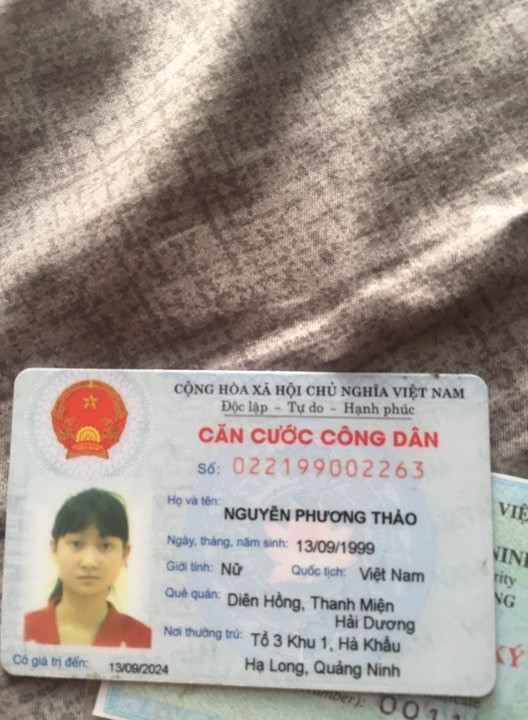 CỘNG HÒA XÃ HỘI CHỦ NGHĨA VIỆT NAM
Độc lập - Tự do - Hạnh phúc
CĂN CƯỚC CÔNG DÂN
Số: 022199002263
Họ và tên:
NGUYỄN PHƯƠNG THẢO
Ngày, tháng, năm sinh: 13/09/1999
Giới tính: Nữ Quốc tịch: Việt Nam
Quê quán: Diên Hồng, Thanh Miện
Hải Dương
Nơi thường trú: Tổ 3 Khu 1, Hà Khẩu
Hạ Long, Quảng Ninh
Có giá trị đến: 13/09/2024